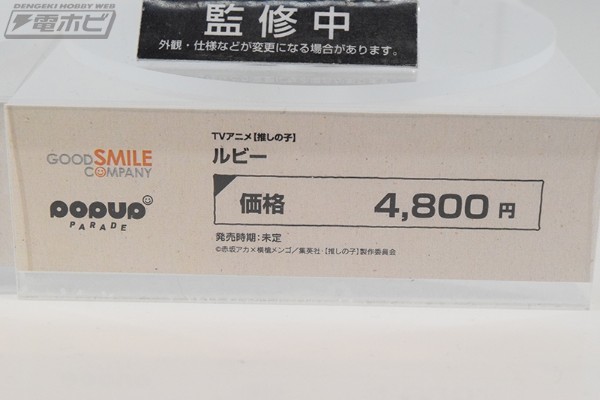 DENGEKI HOBBY WEB
電ホビ
監修中
外観・仕様などが変更になる場合があります。
GOOD SMILE
COMPANY
POPUP
PARADE
TVアニメ【推しの子】
ルビー
価格 4,800 円
発売時期：未定
©赤坂アカ×横槍メンゴ／集英社・【推しの子】製作委員会